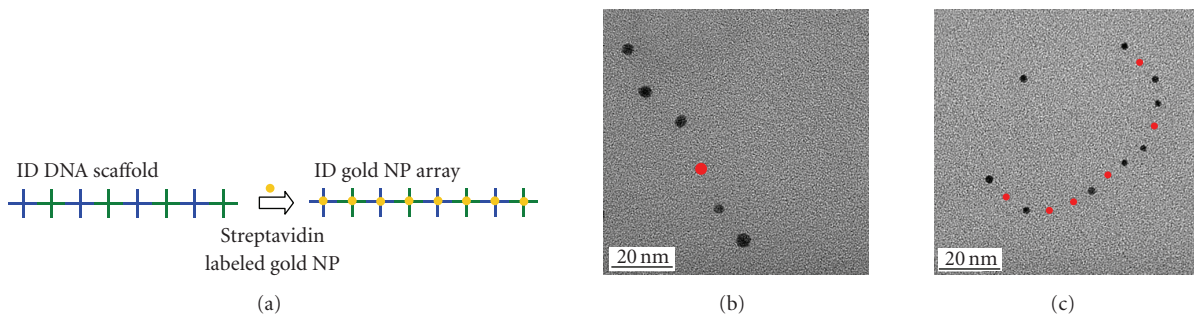 ID DNA scaffold
ID gold NP array
Streptavidin
labeled gold NP
20 nm
20 nm
(a)
(b)
(c)